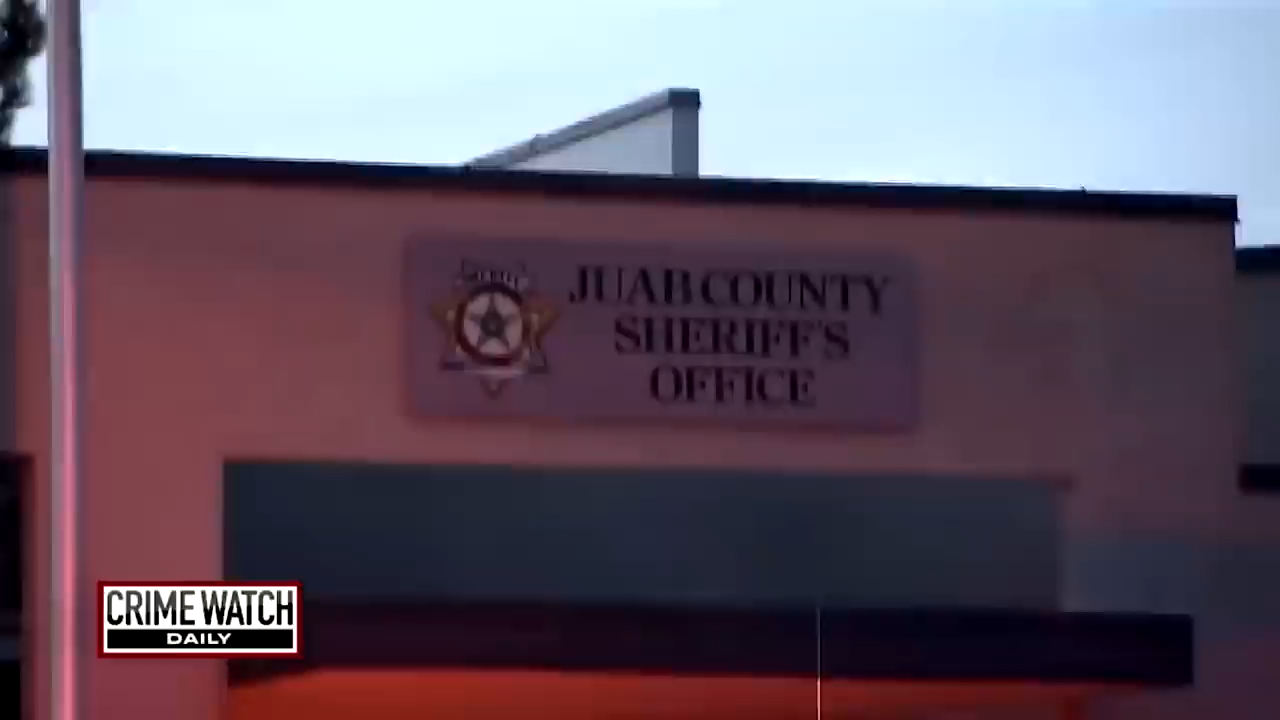 JUAB COUNTY
SHERIFF'S
OFFICE
CRIME WATCH
DAILY